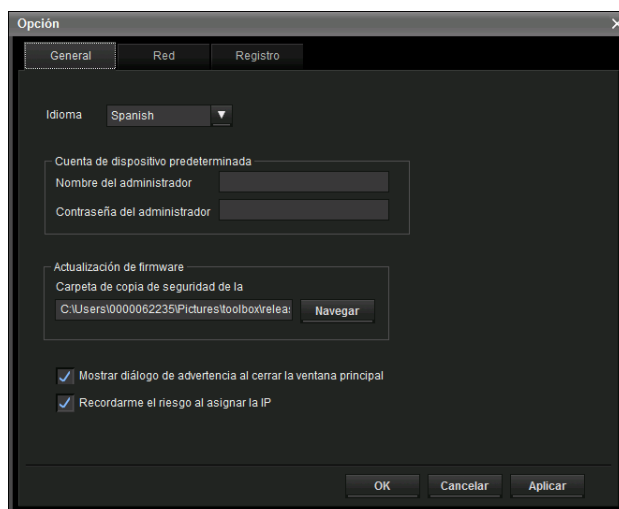 Opción
General Red Registro
Idioma Spanish
Cuenta de dispositivo predeterminada
Nombre del administrador
Contraseña del administrador
Actualización de firmware
Carpeta de copia de seguridad de la
C:\Users\0000062235\Pictures\toolbox\relea
Navegar
Mostrar diálogo de advertencia al cerrar la ventana principal
Recordarme el riesgo al asignar la IP
OK Cancelar Aplicar